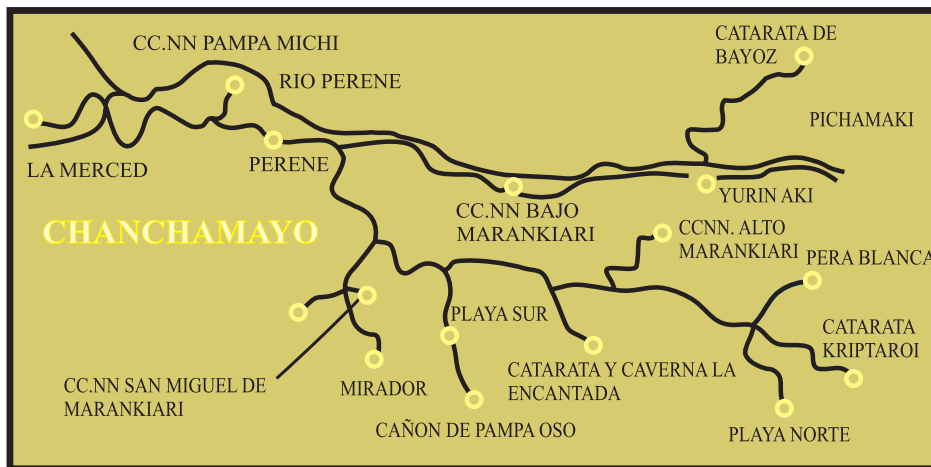 CATARATA DE
BAYOZ
CC.NN PAMPA MICHI
RIO PERENE
PICHAMAKI
LA MERCED
PERENE
YURIN AKI
CC.NN BAJO
MARANKIARI
CHANCHAMAYO
CCNN. ALTO
MARANKIARI
PERA BLANCA
PLAYA SUR
CATARATA
KRIPTAROI
CATARATA Y CAVERNA LA
ENCANTADA
CC.NN SAN MIGUEL DE
MARANKIARI
MIRADOR
CAÑON DE PAMPA OSO
PLAYA NORTE